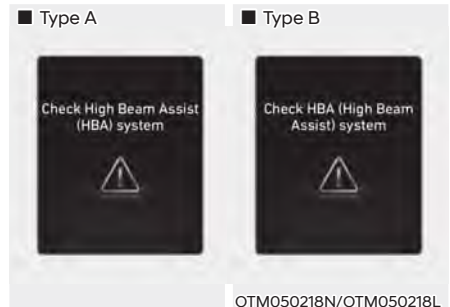 ■ Type A
■ Type B
Check High Beam Assist
(HBA) system
Check HBA (High Beam
Assist) system
OTM050218N/OTM050218L